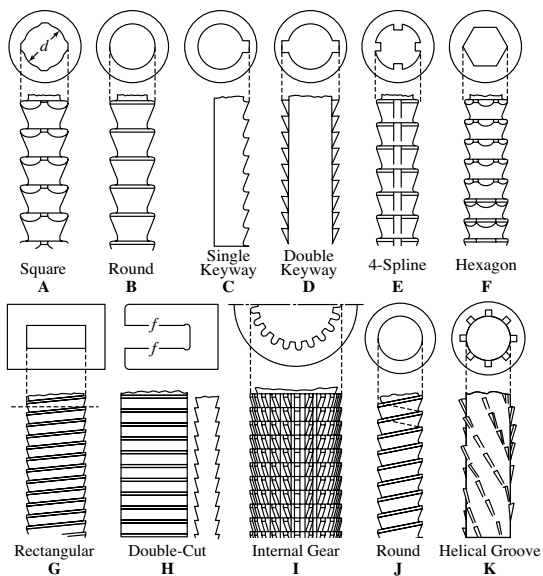 d
Square
A
Round
B
Single
Keyway
C
Double
Keyway
D
4-Spline
E
Hexagon
F
f
f
Rectangular
G
Double-Cut
H
Internal Gear
I
Round
J
Helical Groove
K